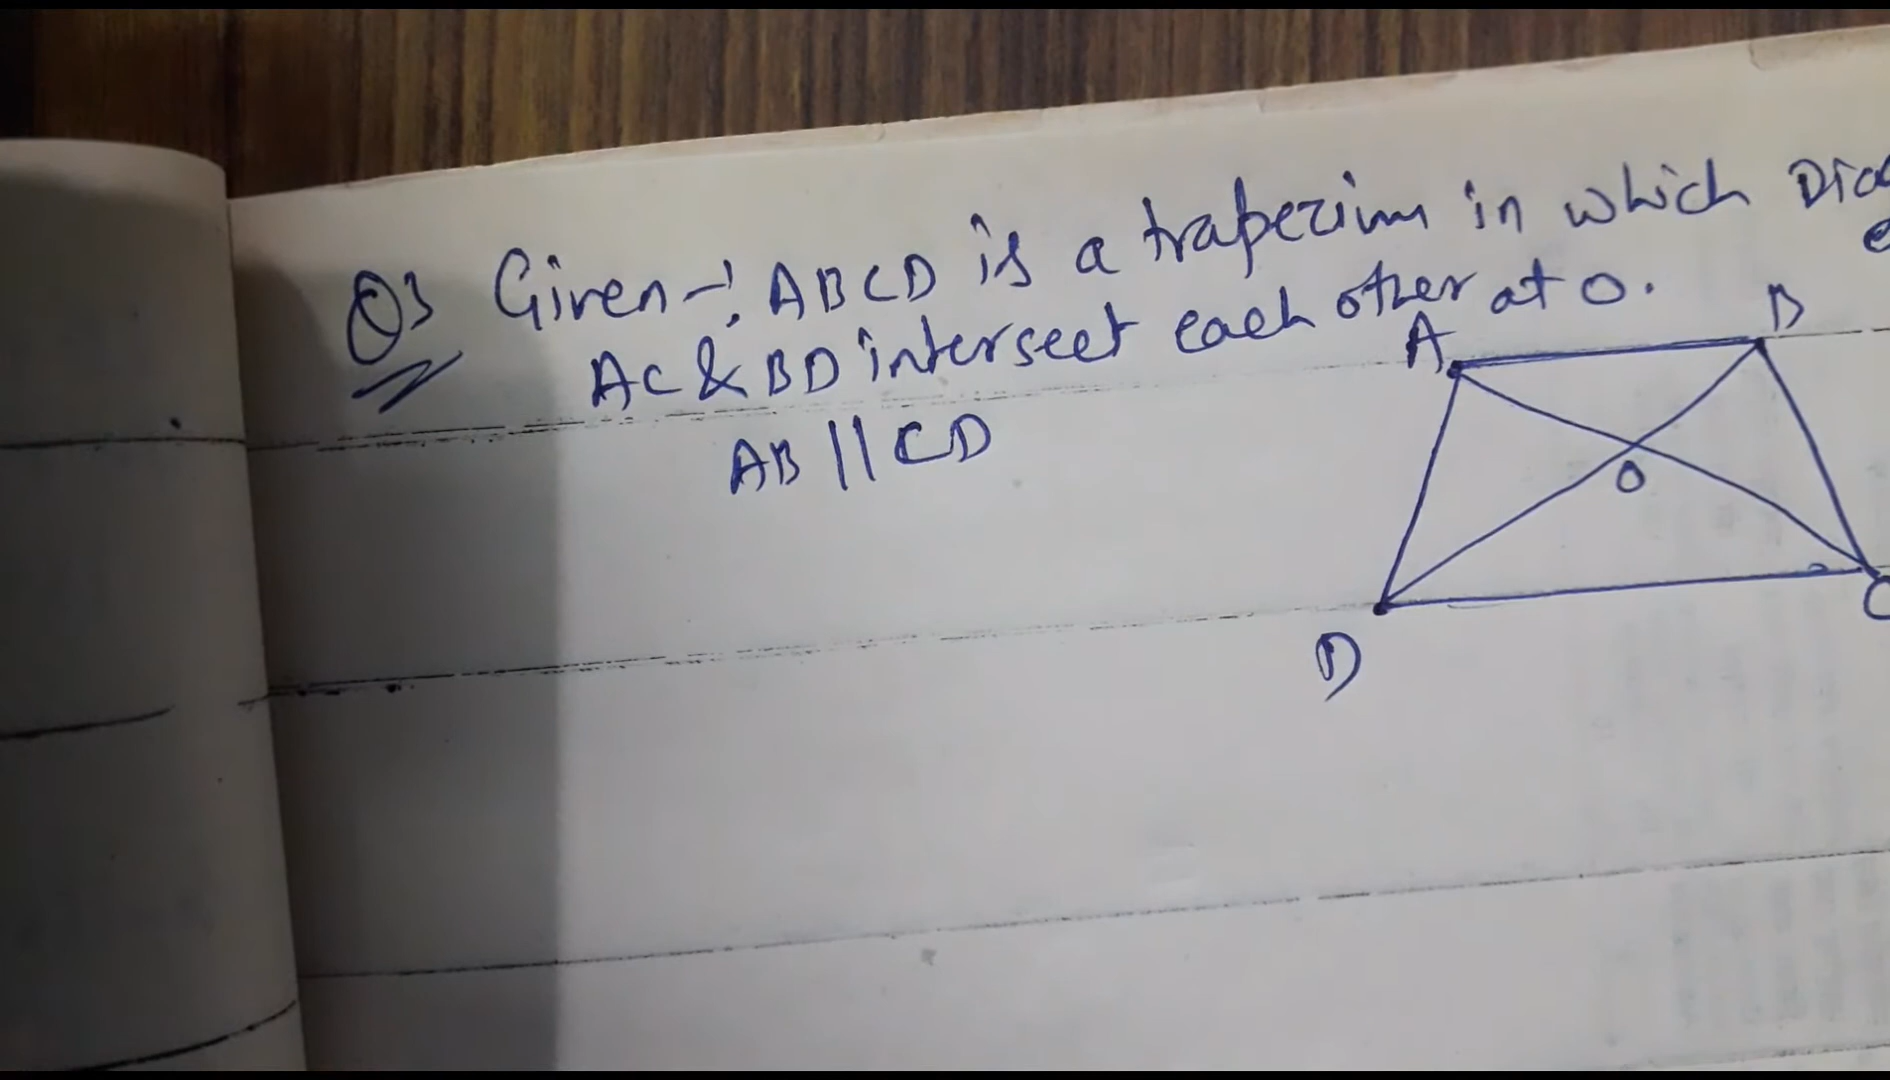 Q3 Given -: ABCD is a trapezium in which
AC & BD intersect each other at O.
AB || CD
A
B
O
D
C